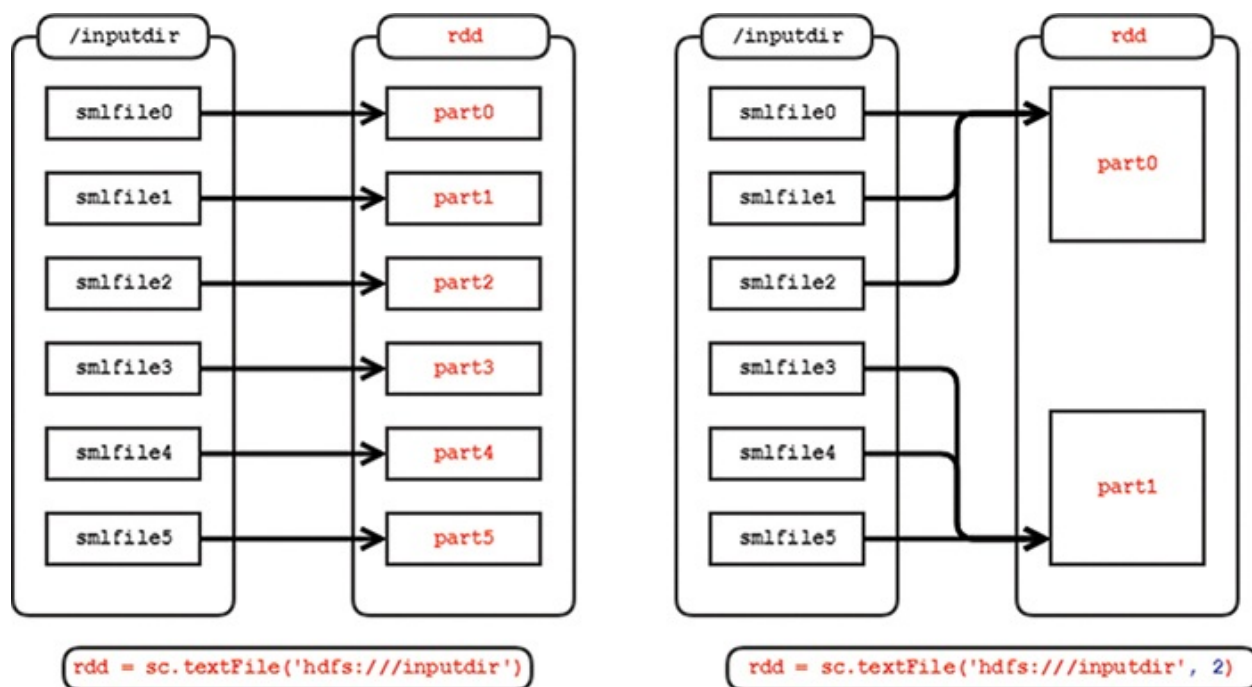 /inputdir
rdd
smlfile0
part0
smlfile1
part1
smlfile2
part2
smlfile3
part3
smlfile4
part4
smlfile5
part5
rdd = sc.textFile('hdfs:///inputdir')
/inputdir
rdd
smlfile0
smlfile1
part0
smlfile2
smlfile3
smlfile4
part1
smlfile5
rdd = sc.textFile('hdfs:///inputdir', 2)